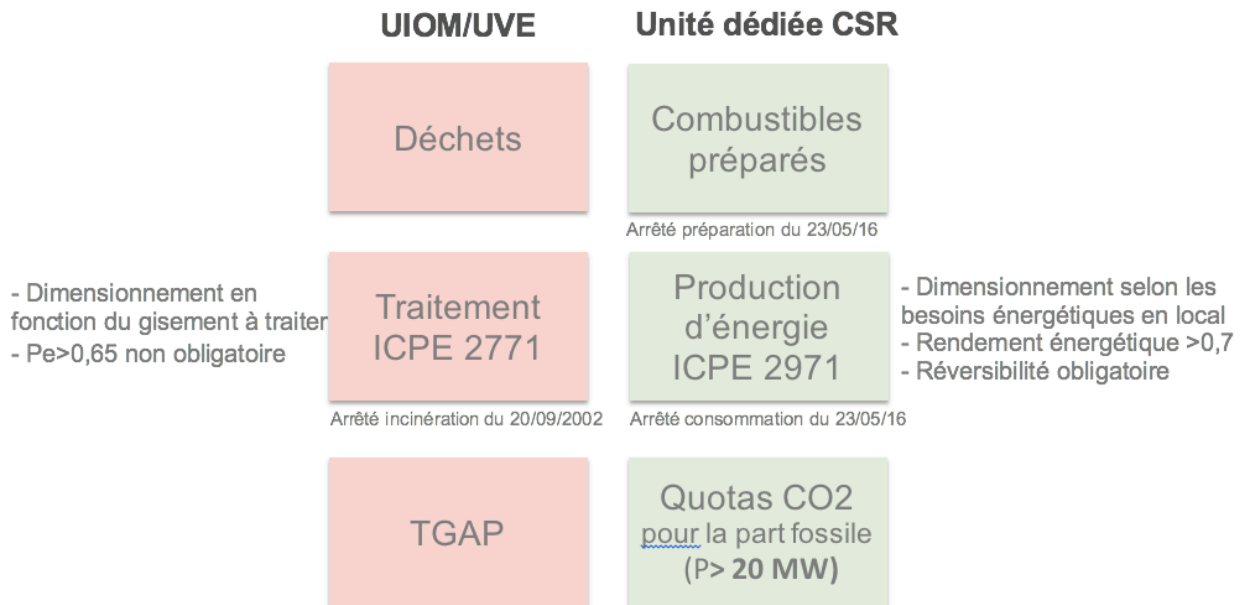 UIOM/UVE
Unité dédiée CSR
Déchets
Combustibles
préparés
Arrêté préparation du 23/05/16
- Dimensionnement en
fonction du gisement à traiter
- Pe>0,65 non obligatoire
Traitement
ICPE 2771
Production
d'énergie
ICPE 2971
- Dimensionnement selon les
besoins énergétiques en local
- Rendement énergétique >0,7
- Réversibilité obligatoire
Arrêté incinération du 20/09/2002
Arrêté consommation du 23/05/16
TGAP
Quotas CO2
pour la part fossile
(P> 20 MW)